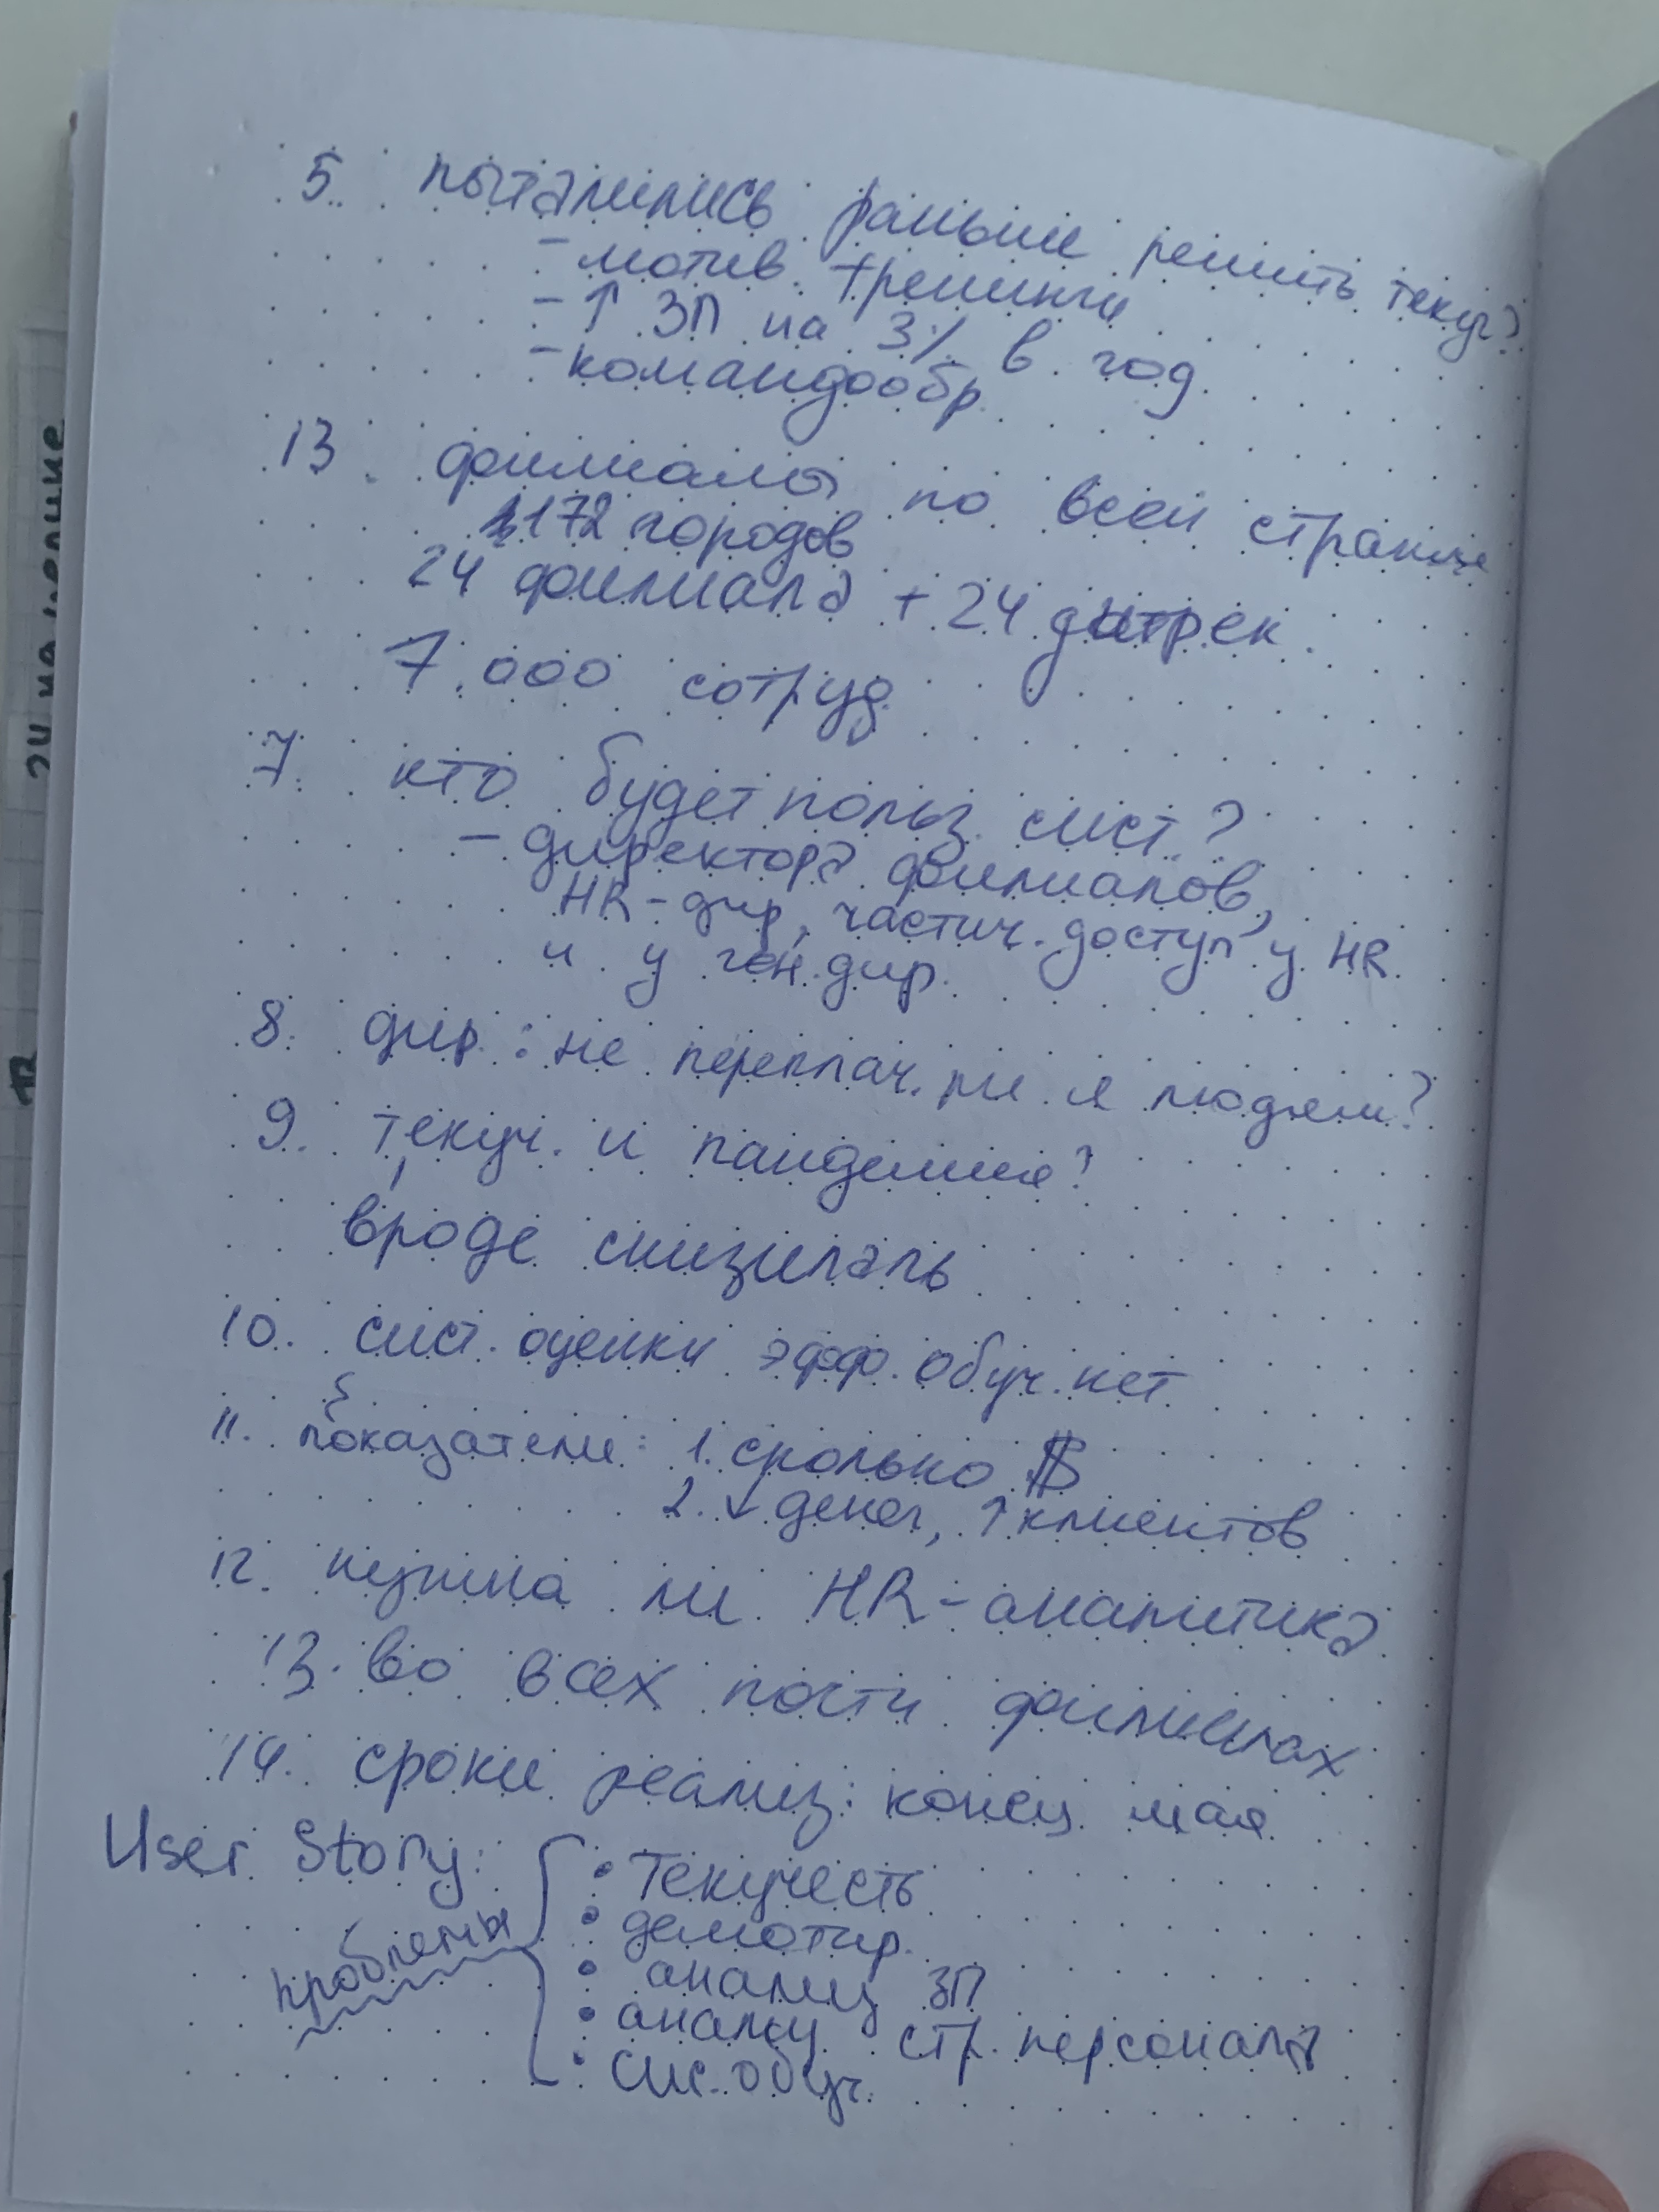 5. пытались раньше решить текуч?
- мотив. тренинги
- ↑ ЗП на 3% в год
- командообр.
13. филиалы по всей стране
172 городов
24 филиала + 24 дирек.
7.000 сотруд
7. кто будет польз. сист.?
- директора филиалов,
HR-дир, частич. доступ у HR
и у ген. дир.
8. дир.: не переплач. ли я людям?
9. текуч. и пандемия?
вроде снизилась
10. сист. оценки эфф. обуч. нет
11. показатели: 1. сколько $
2. ↓ денег, ↑ клиентов
12. нужна ли HR-аналитика
13. во всех почти филиалах
14. сроки реализ: конец мая
User Story:
проблемы
• Текучесть
• демотир.
• анализ ЗП
• анализ стр. персонала
• сис. обуч.
24 на